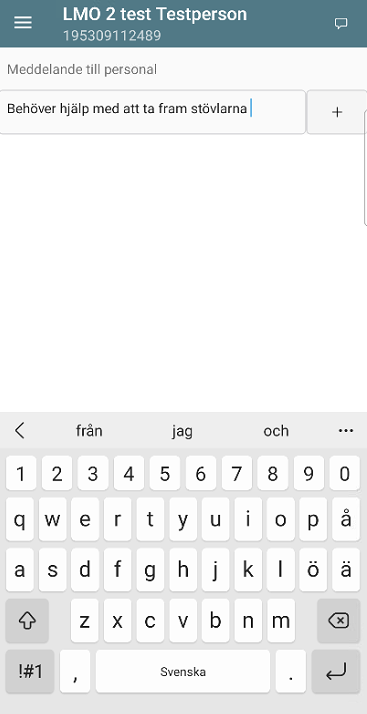 LMO 2 test Testperson
195309112489
Meddelande till personal
Behöver hjälp med att ta fram stövlarna
+
från jag och ...
1 2 3 4 5 6 7 8 9 0
q w e r t y u i o p å
a s d f g h j k l ö ä
z x c v b n m
!#1 , Svenska .